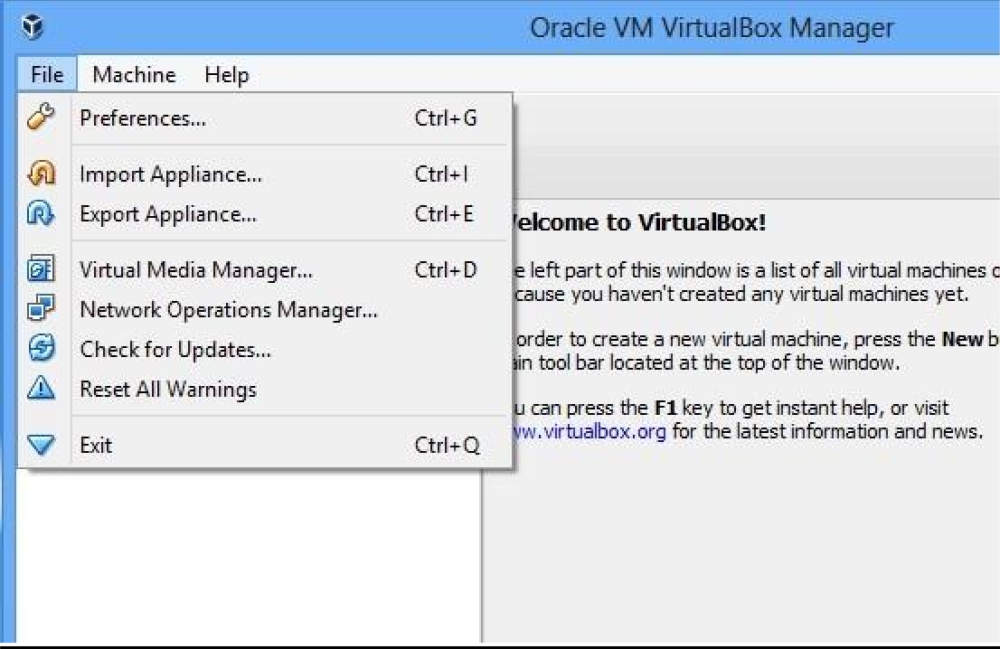 Oracle VM VirtualBox Manager
File Machine Help
Preferences... Ctrl+G
Import Appliance... Ctrl+I
Export Appliance... Ctrl+E
Virtual Media Manager... Ctrl+D
Network Operations Manager...
Check for Updates...
Reset All Warnings
Exit Ctrl+Q
to VirtualBox!
left part of this window is a list of all virtual machines
you haven't created any virtual machines yet.
order to create a new virtual machine, press the New
tool bar located at the top of the window.
can press the F1 key to get instant help, or visit
.virtualbox.org for the latest information and news.